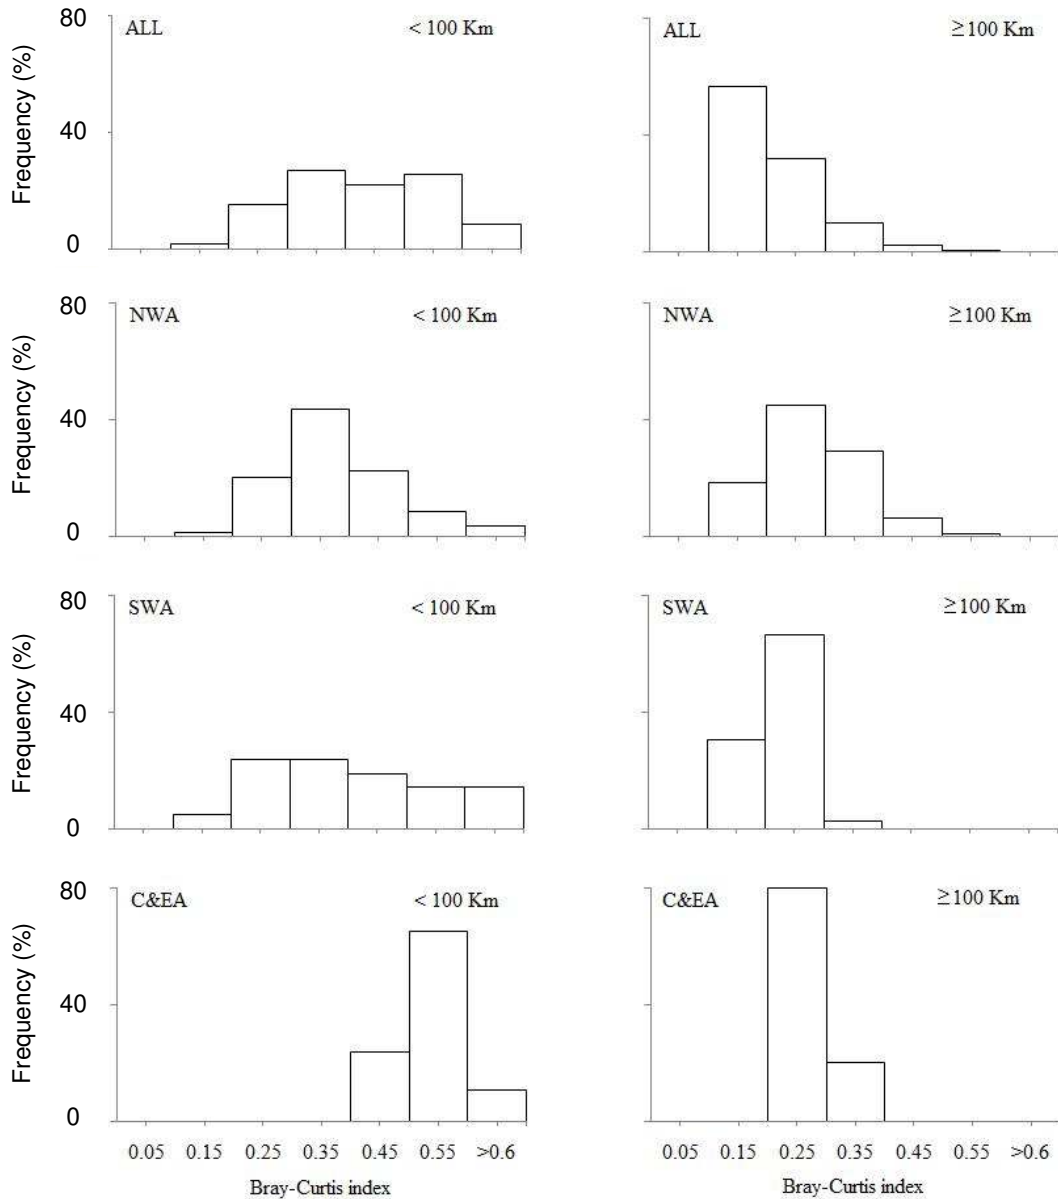 80
ALL
< 100 Km
ALL
≥100 Km
Frequency (%)
40
0
80
NWA
< 100 Km
NWA
≥100 Km
Frequency (%)
40
0
80
SWA
< 100 Km
SWA
≥100 Km
Frequency (%)
40
0
80
C&EA
< 100 Km
C&EA
≥100 Km
Frequency (%)
40
0
0.05 0.15 0.25 0.35 0.45 0.55 >0.6
0.05 0.15 0.25 0.35 0.45 0.55 >0.6
Bray-Curtis index
Bray-Curtis index